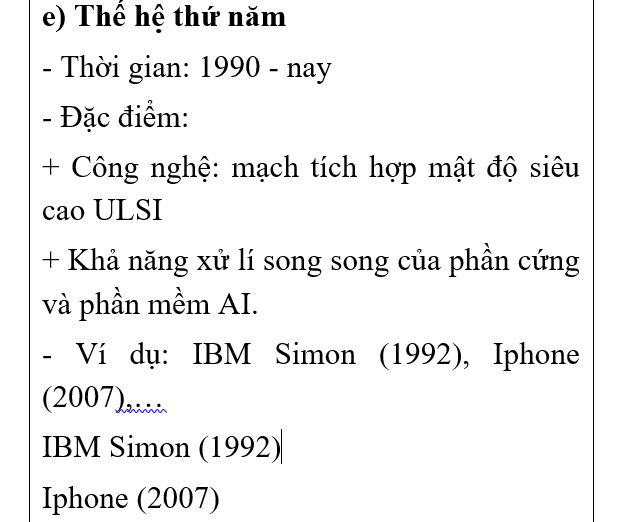 e) Thế hệ thứ năm
- Thời gian: 1990 - nay
- Đặc điểm:
+ Công nghệ: mạch tích hợp mật độ siêu
cao ULSI
+ Khả năng xử lí song song của phần cứng
và phần mềm AI.
- Ví dụ: IBM Simon (1992), Iphone
(2007),…
IBM Simon (1992)
Iphone (2007)